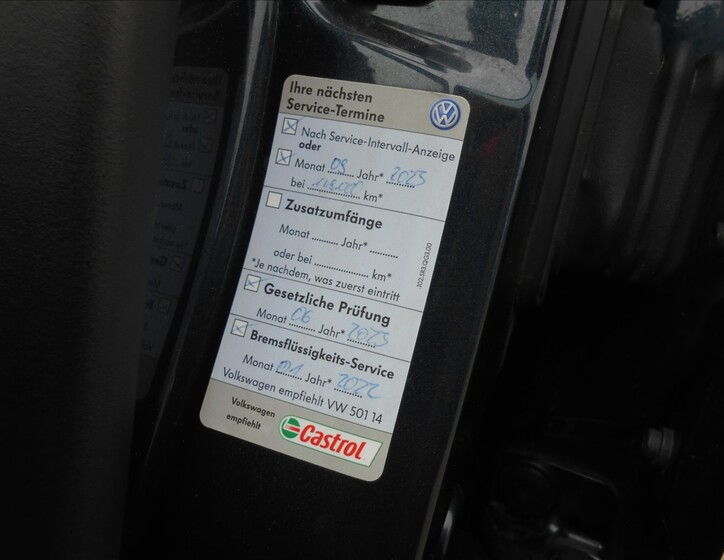 Ihre nächsten
Service-Termine
Nach Service-Intervall-Anzeige
oder
Monat 09 Jahr* 2023
bei km*
Zusatzumfänge
Monat ......... Jahr* .........
oder bei .................. km*
*Je nachdem, was zuerst eintritt
Gesetzliche Prüfung
Monat 06 Jahr* 2023
Bremsflüssigkeits-Service
Monat 01 Jahr* 2022
Volkswagen empfiehlt VW 501 14
Volkswagen
empfiehlt
Castrol